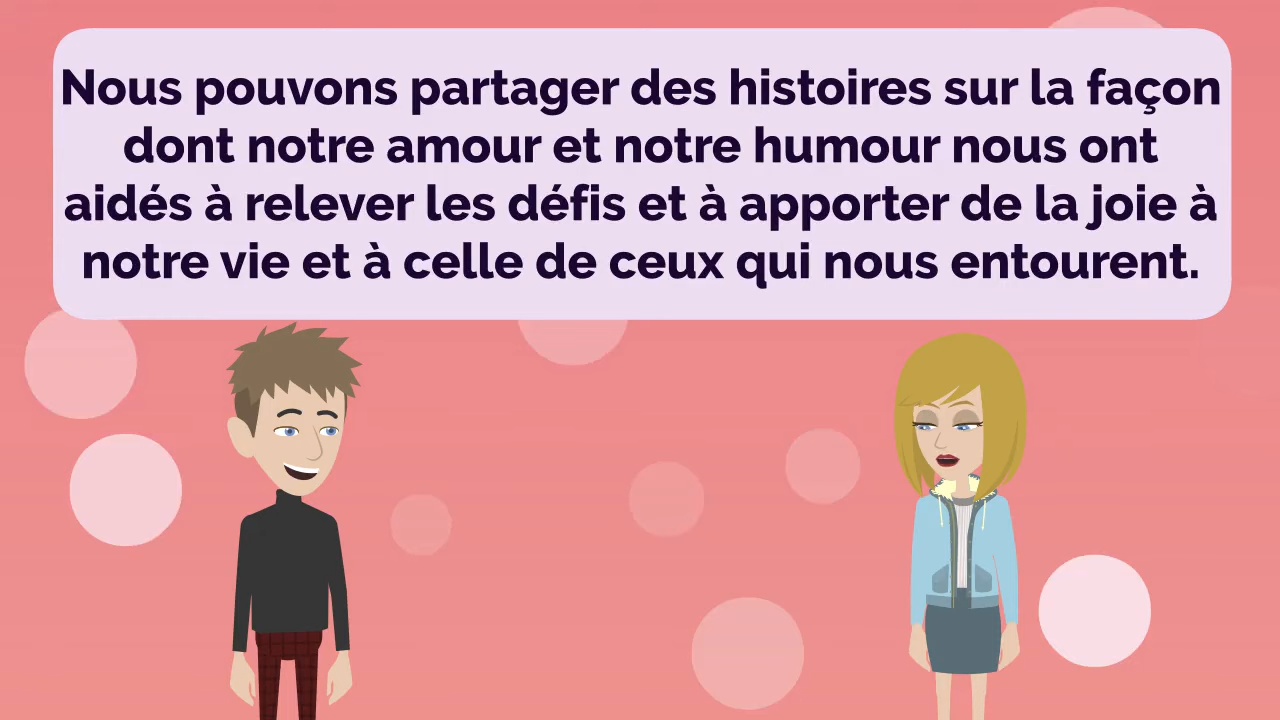 Nous pouvons partager des histoires sur la façon
dont notre amour et notre humour nous ont
aidés à relever les défis et à apporter de la joie à
notre vie et à celle de ceux qui nous entourent.